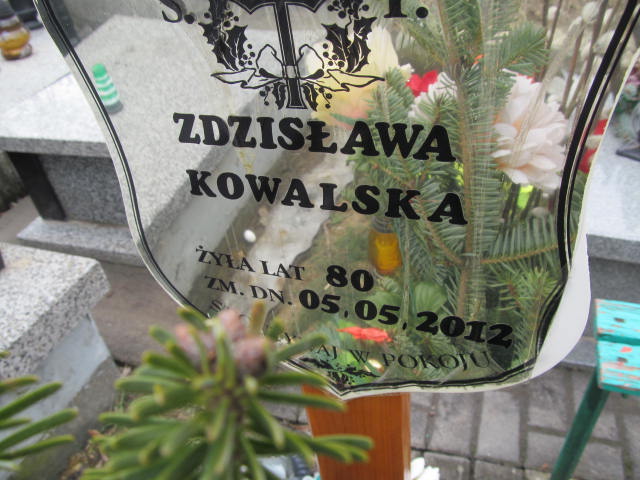 Ś. P.
ZDZISŁAWA
KOWALSKA
ŻYŁA LAT 80
ZM. DN. 05.05.2012
W POKOJU